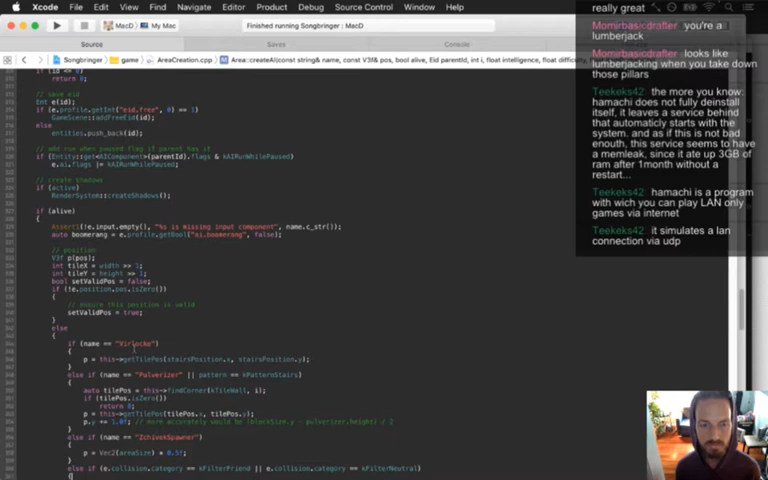 Xcode File Edit View Find Navigate Editor Product Debug Source Control Window Help
MacD My Mac Finished running Songbringer : MacD
Source Saves Console
Songbringer game AreaCreation.cpp Area::createAI(const string& name, const V3f& pos, bool alive, Eid parentId, int i, float intelligence, float difficulty,
if (id <= 0)
return 0;
// save eid
Int e(id);
if (e.profile.getInt("eid.free", 0) == 1)
GameScene::addFreeEid(id);
else
entities.push_back(id);
// add run when paused flag if parent has it
if (Entity::get<AIComponent>(parentId).flags & kAIRunWhilePaused)
e.ai.flags |= kAIRunWhilePaused;
// create shadows
if (active)
RenderSystem::createShadows();
if (alive)
{
Assert(!e.input.empty(), "%s is missing input component", name.c_str());
auto boomerang = e.profile.getBool("ai.boomerang", false);
// position
V3f p(pos);
int tileX = width >> 1;
int tileY = height >> 1;
bool setValidPos = false;
if (!e.position.pos.isZero())
{
// ensure this position is valid
setValidPos = true;
}
else
{
if (name == "Virlocke")
{
p = this->getTilePos(stairsPosition.x, stairsPosition.y);
}
else if (name == "Pulverizer" || pattern == kPatternStairs)
{
auto tilePos = this->findCorner(kTileWall, i);
if (tilePos.isZero())
return 0;
p = this->getTilePos(tilePos.x, tilePos.y);
p.y += 1.0f; // more accurately would be (blockSize.y - pulverizer.height) / 2
}
else if (name == "ZchivekSpawner")
{
p = Vec2(areaSize) * 0.5f;
}
else if (e.collision.category == kFilterFriend || e.collision.category == kFilterNeutral)
{
really great
Momirbasicdrafter you're a
lumberjack
Momirbasicdrafter looks like
lumberjacking when you take down
those pillars
Teekeks42 the more you know:
hamachi does not fully deinstall
itself, it leaves a service behind
that automaticly starts with the
system. and as if this is not bad
enouth, this service seems to have
a memleak, since it ate up 3GB of
ram after 1month without a
restart...
Teekeks42 hamachi is a program
with wich you can play LAN only
games via internet
Teekeks42 it simulates a lan
connection via udp